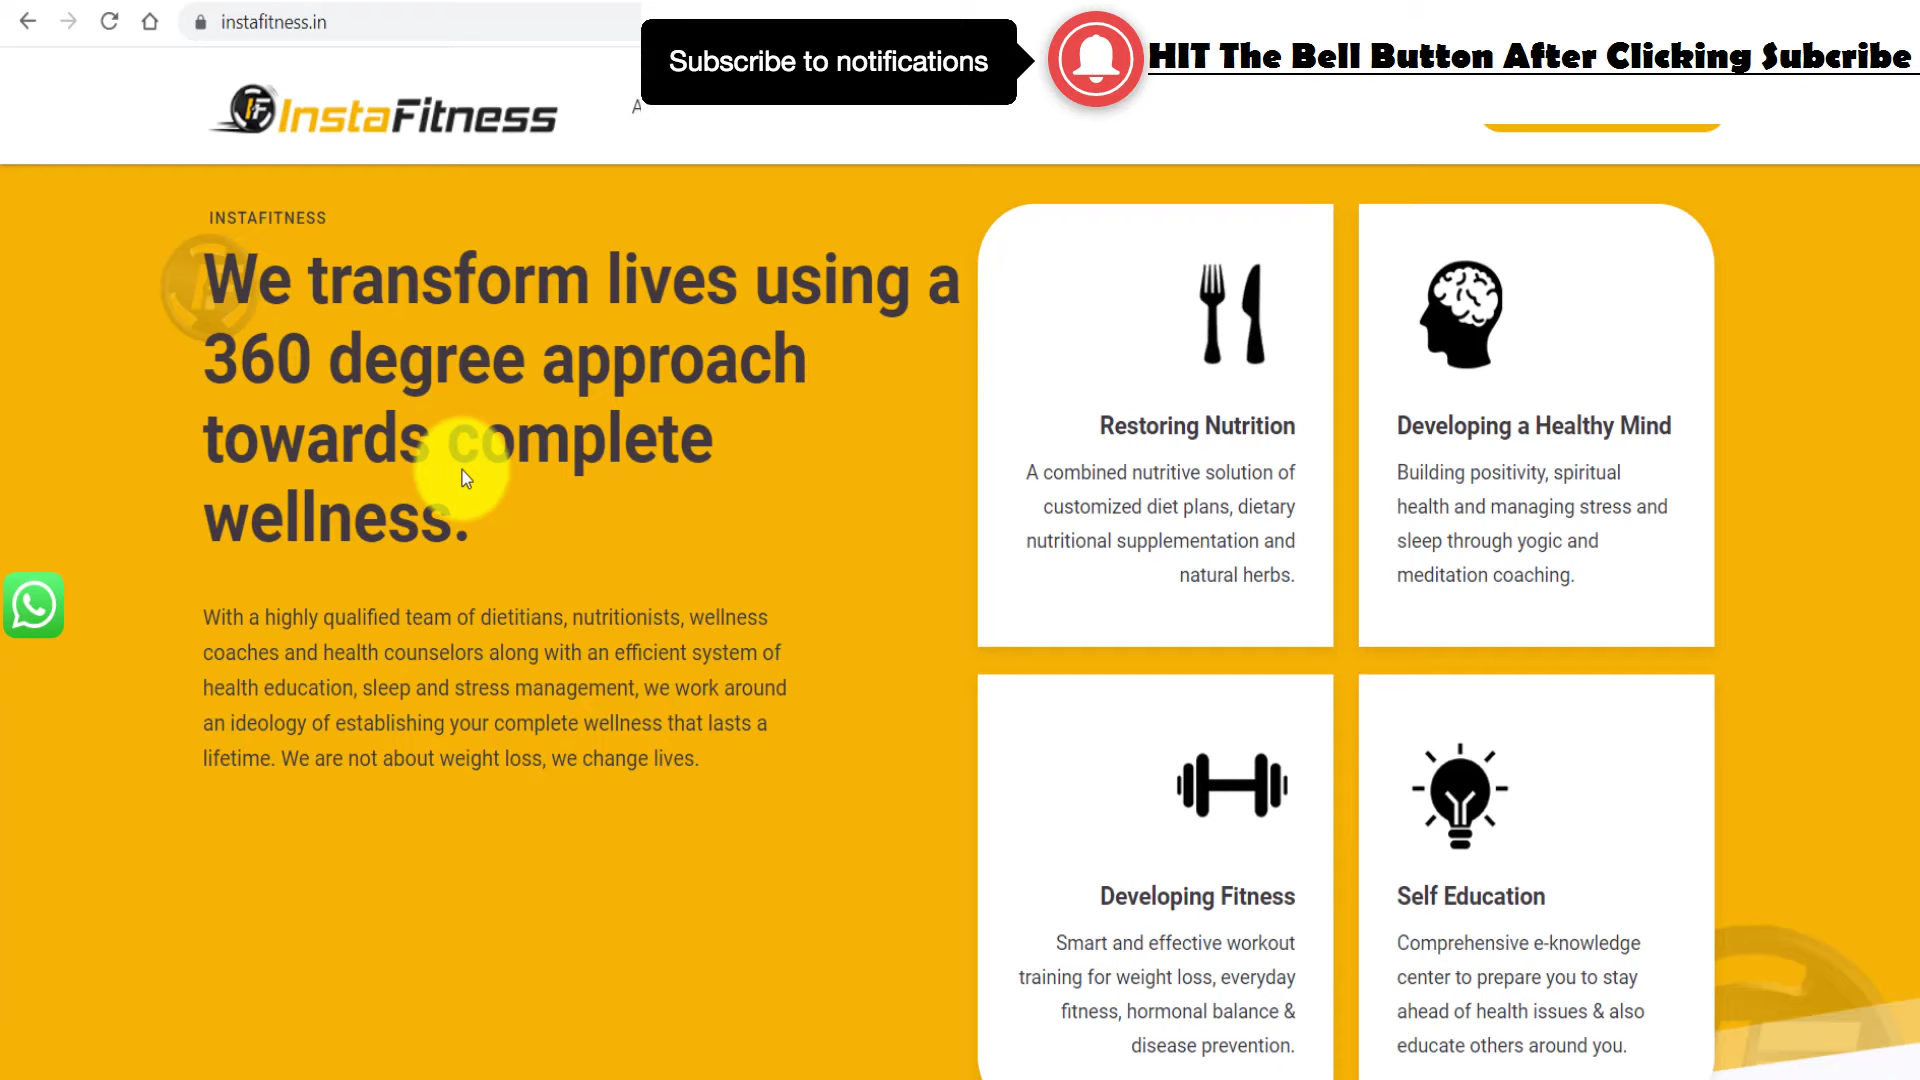 instafitness.in
Subscribe to notifications
HIT The Bell Button After Clicking Subcribe
InstaFitness
A
INSTAFITNESS
We transform lives using a
360 degree approach
towards complete
wellness.
With a highly qualified team of dietitians, nutritionists, wellness
coaches and health counselors along with an efficient system of
health education, sleep and stress management, we work around
an ideology of establishing your complete wellness that lasts a
lifetime. We are not about weight loss, we change lives.
Restoring Nutrition
A combined nutritive solution of
customized diet plans, dietary
nutritional supplementation and
natural herbs.
Developing a Healthy Mind
Building positivity, spiritual
health and managing stress and
sleep through yogic and
meditation coaching.
Developing Fitness
Smart and effective workout
training for weight loss, everyday
fitness, hormonal balance &
disease prevention.
Self Education
Comprehensive e-knowledge
center to prepare you to stay
ahead of health issues & also
educate others around you.